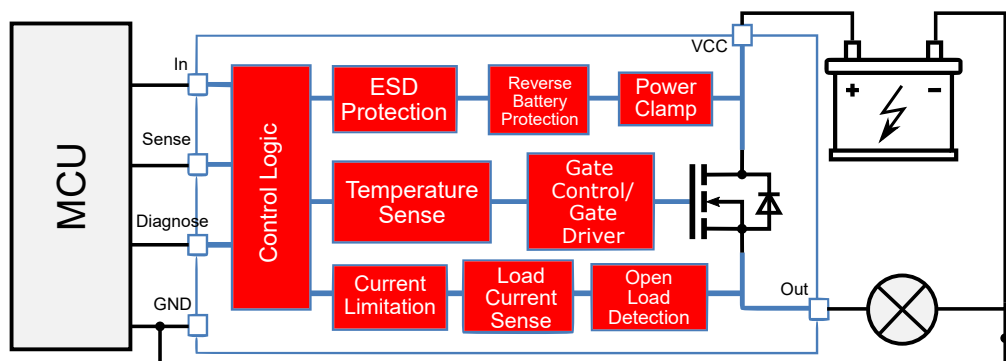 MCU
In
Sense
Diagnose
GND
Control Logic
ESD
Protection
Reverse
Battery
Protection
Power
Clamp
VCC
Temperature
Sense
Gate
Control/
Gate
Driver
Current
Limitation
Load
Current
Sense
Open
Load
Detection
Out
+
-